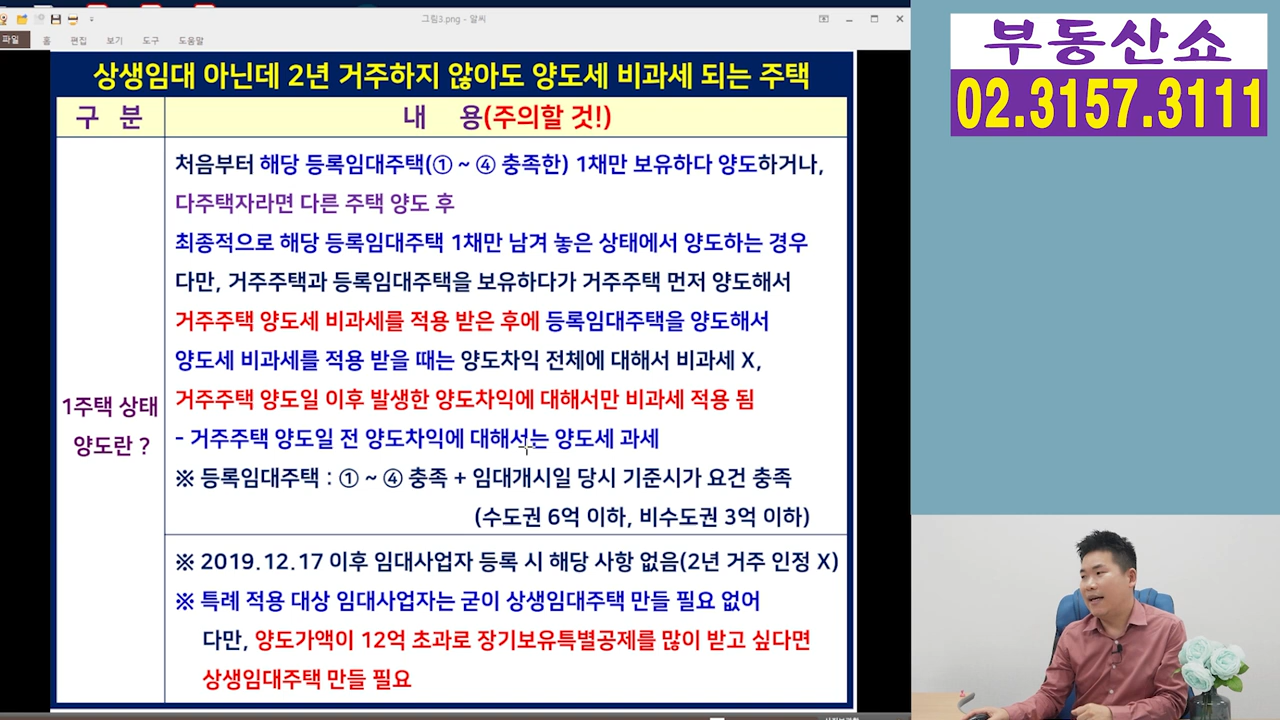 그림3.png - 알씨
파일 홈 편집 보기 도구 도움말
부동산쇼
02.3157.3111
상생임대 아닌데 2년 거주하지 않아도 양도세 비과세 되는 주택
구 분
내 용(주의할 것!)
1주택 상태
양도란 ?
처음부터 해당 등록임대주택(① ~ ④ 충족한) 1채만 보유하다 양도하거나,
다주택자라면 다른 주택 양도 후
최종적으로 해당 등록임대주택 1채만 남겨 놓은 상태에서 양도하는 경우
다만, 거주주택과 등록임대주택을 보유하다가 거주주택 먼저 양도해서
거주주택 양도세 비과세를 적용 받은 후에 등록임대주택을 양도해서
양도세 비과세를 적용 받을 때는 양도차익 전체에 대해서 비과세 X,
거주주택 양도일 이후 발생한 양도차익에 대해서만 비과세 적용 됨
- 거주주택 양도일 전 양도차익에 대해서는 양도세 과세
※ 등록임대주택 : ① ~ ④ 충족 + 임대개시일 당시 기준시가 요건 충족
(수도권 6억 이하, 비수도권 3억 이하)
※ 2019.12.17 이후 임대사업자 등록 시 해당 사항 없음(2년 거주 인정 X)
※ 특례 적용 대상 임대사업자는 굳이 상생임대주택 만들 필요 없어
다만, 양도가액이 12억 초과로 장기보유특별공제를 많이 받고 싶다면
상생임대주택 만들 필요